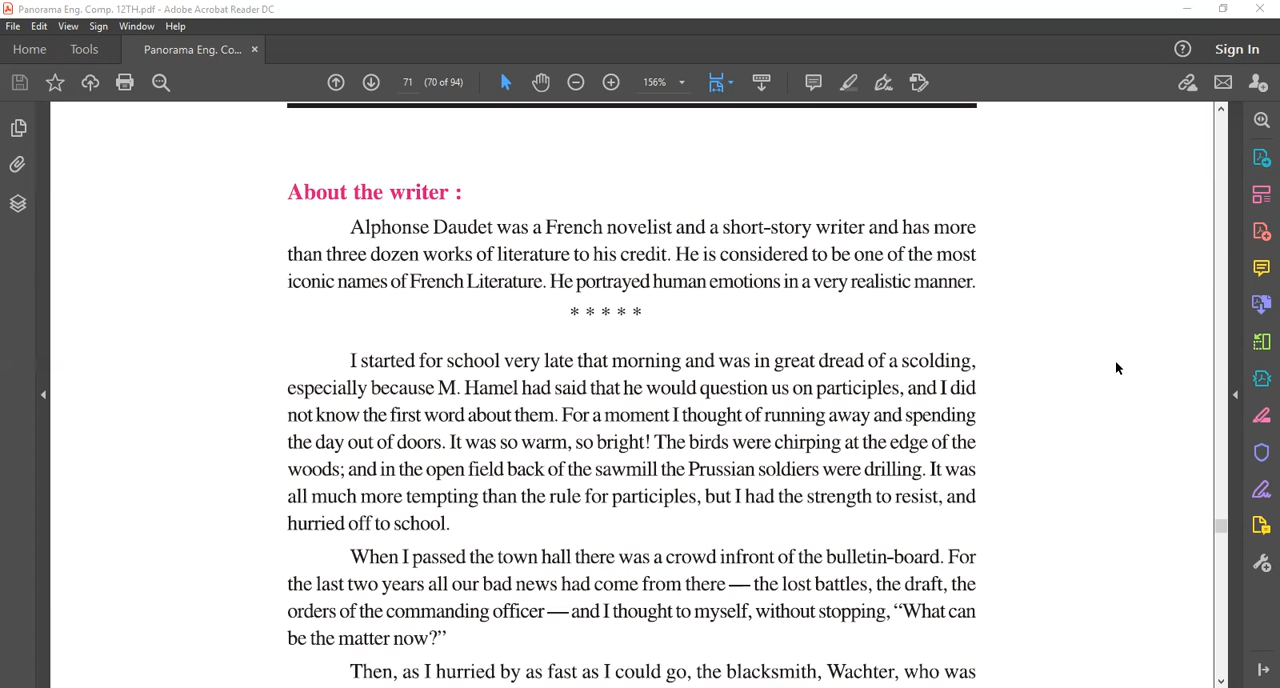 Panorama Eng. Comp. 12TH.pdf - Adobe Acrobat Reader DC
File Edit View Sign Window Help
Home Tools Panorama Eng. Co... × Sign In
71 (70 of 94) 156%
About the writer :
Alphonse Daudet was a French novelist and a short-story writer and has more
than three dozen works of literature to his credit. He is considered to be one of the most
iconic names of French Literature. He portrayed human emotions in a very realistic manner.
* * * * *
I started for school very late that morning and was in great dread of a scolding,
especially because M. Hamel had said that he would question us on participles, and I did
not know the first word about them. For a moment I thought of running away and spending
the day out of doors. It was so warm, so bright! The birds were chirping at the edge of the
woods; and in the open field back of the sawmill the Prussian soldiers were drilling. It was
all much more tempting than the rule for participles, but I had the strength to resist, and
hurried off to school.
When I passed the town hall there was a crowd infront of the bulletin-board. For
the last two years all our bad news had come from there — the lost battles, the draft, the
orders of the commanding officer — and I thought to myself, without stopping, “What can
be the matter now?”
Then, as I hurried by as fast as I could go, the blacksmith, Wachter, who was